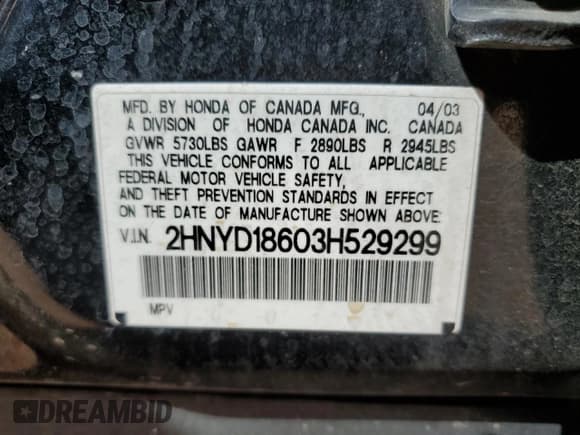 MFD. BY HONDA OF CANADA MFG., 04/03
A DIVISION OF HONDA CANADA INC. CANADA
GVWR 5730LBS GAWR F 2890LBS R 2945LBS
THIS VEHICLE CONFORMS TO ALL APPLICABLE
FEDERAL MOTOR VEHICLE SAFETY,
AND THEFT PREVENTION STANDARDS IN EFFECT
ON THE DATE OF MANUFACTURE SHOWN ABOVE.
V.I.N. 2HNYD18603H529299
MPV
DREAMBID